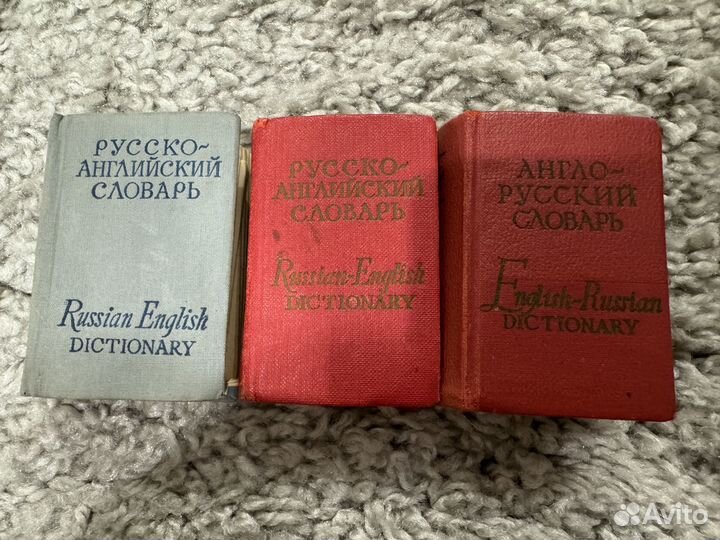 РУССКО~
АНГЛИЙСКИЙ
СЛОВАРЬ
Russian English
DICTIONARY
РУССКО-
АНГЛИЙСКИЙ
СЛОВАРЬ
Russian-English
DICTIONARY
АНГЛО-
РУССКИЙ
СЛОВАРЬ
English-Russian
DICTIONARY
Avito